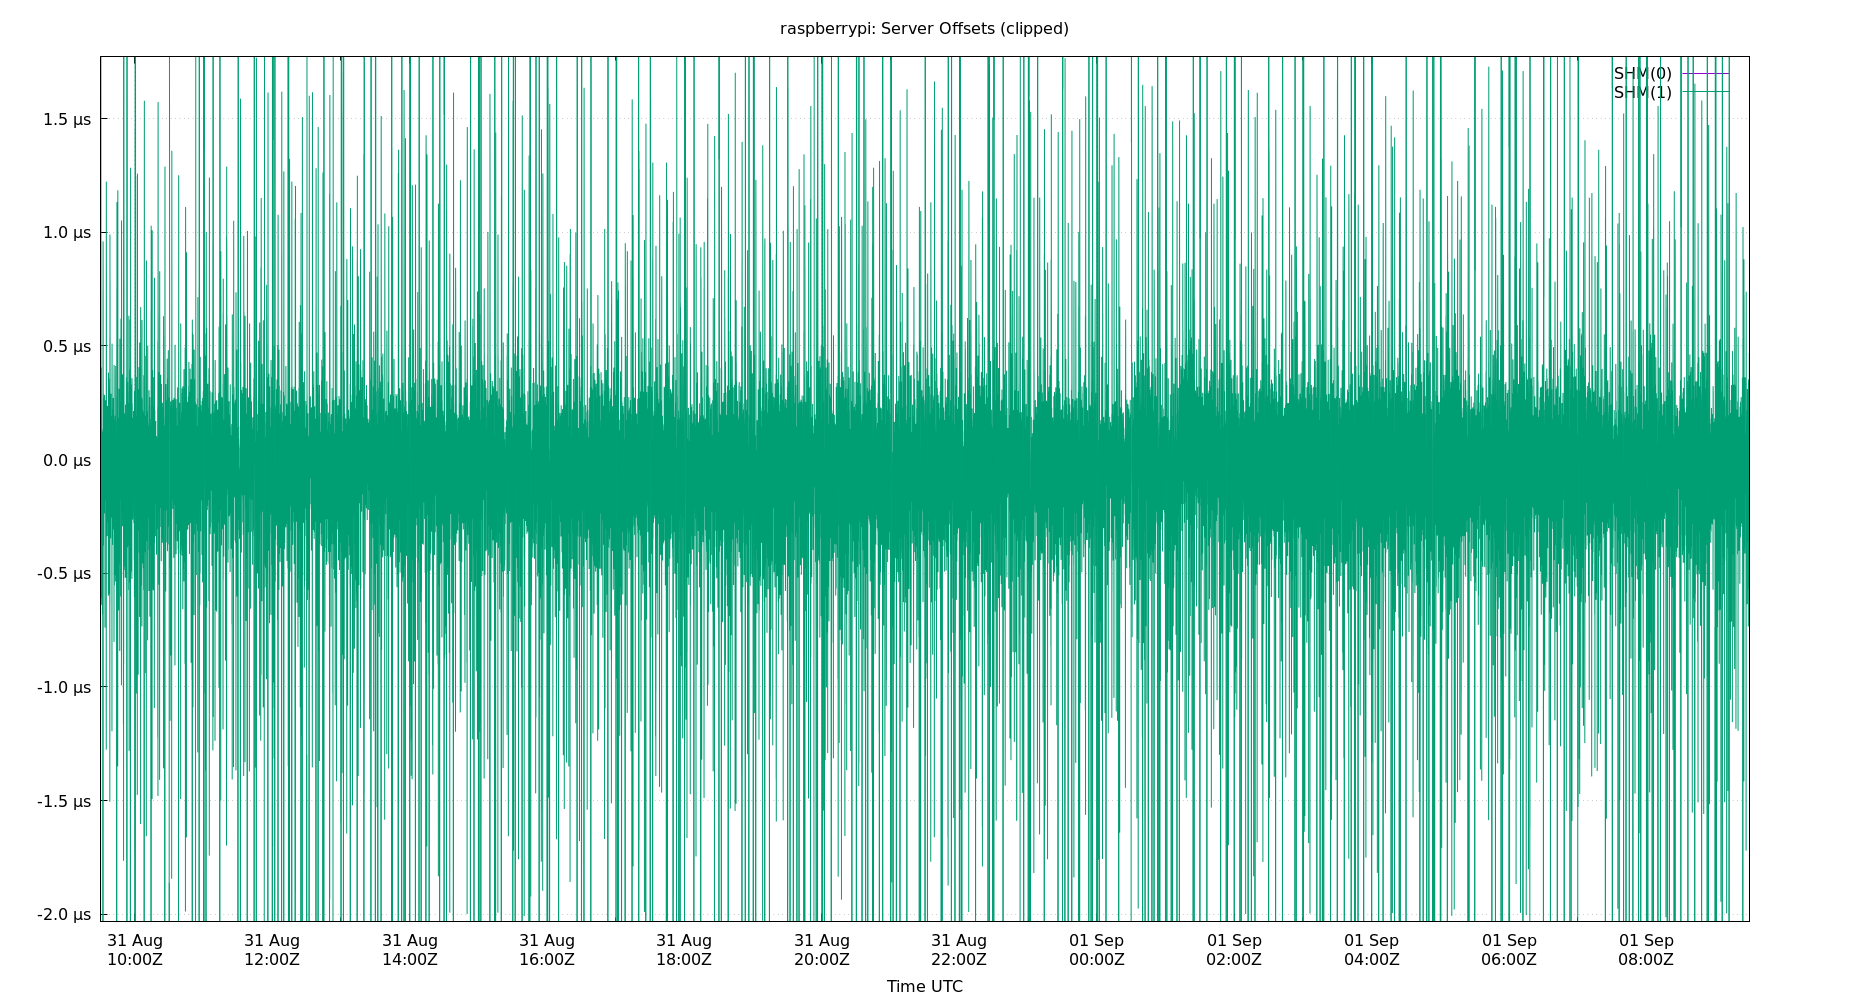 raspberrypi: Server Offsets (clipped)
SHM(0)
SHM(1)
1.5 µs
1.0 µs
0.5 µs
0.0 µs
-0.5 µs
-1.0 µs
-1.5 µs
-2.0 µs
31 Aug 31 Aug 31 Aug 31 Aug 31 Aug 31 Aug 31 Aug 01 Sep 01 Sep 01 Sep 01 Sep 01 Sep
10:00Z 12:00Z 14:00Z 16:00Z 18:00Z 20:00Z 22:00Z 00:00Z 02:00Z 04:00Z 06:00Z 08:00Z
Time UTC